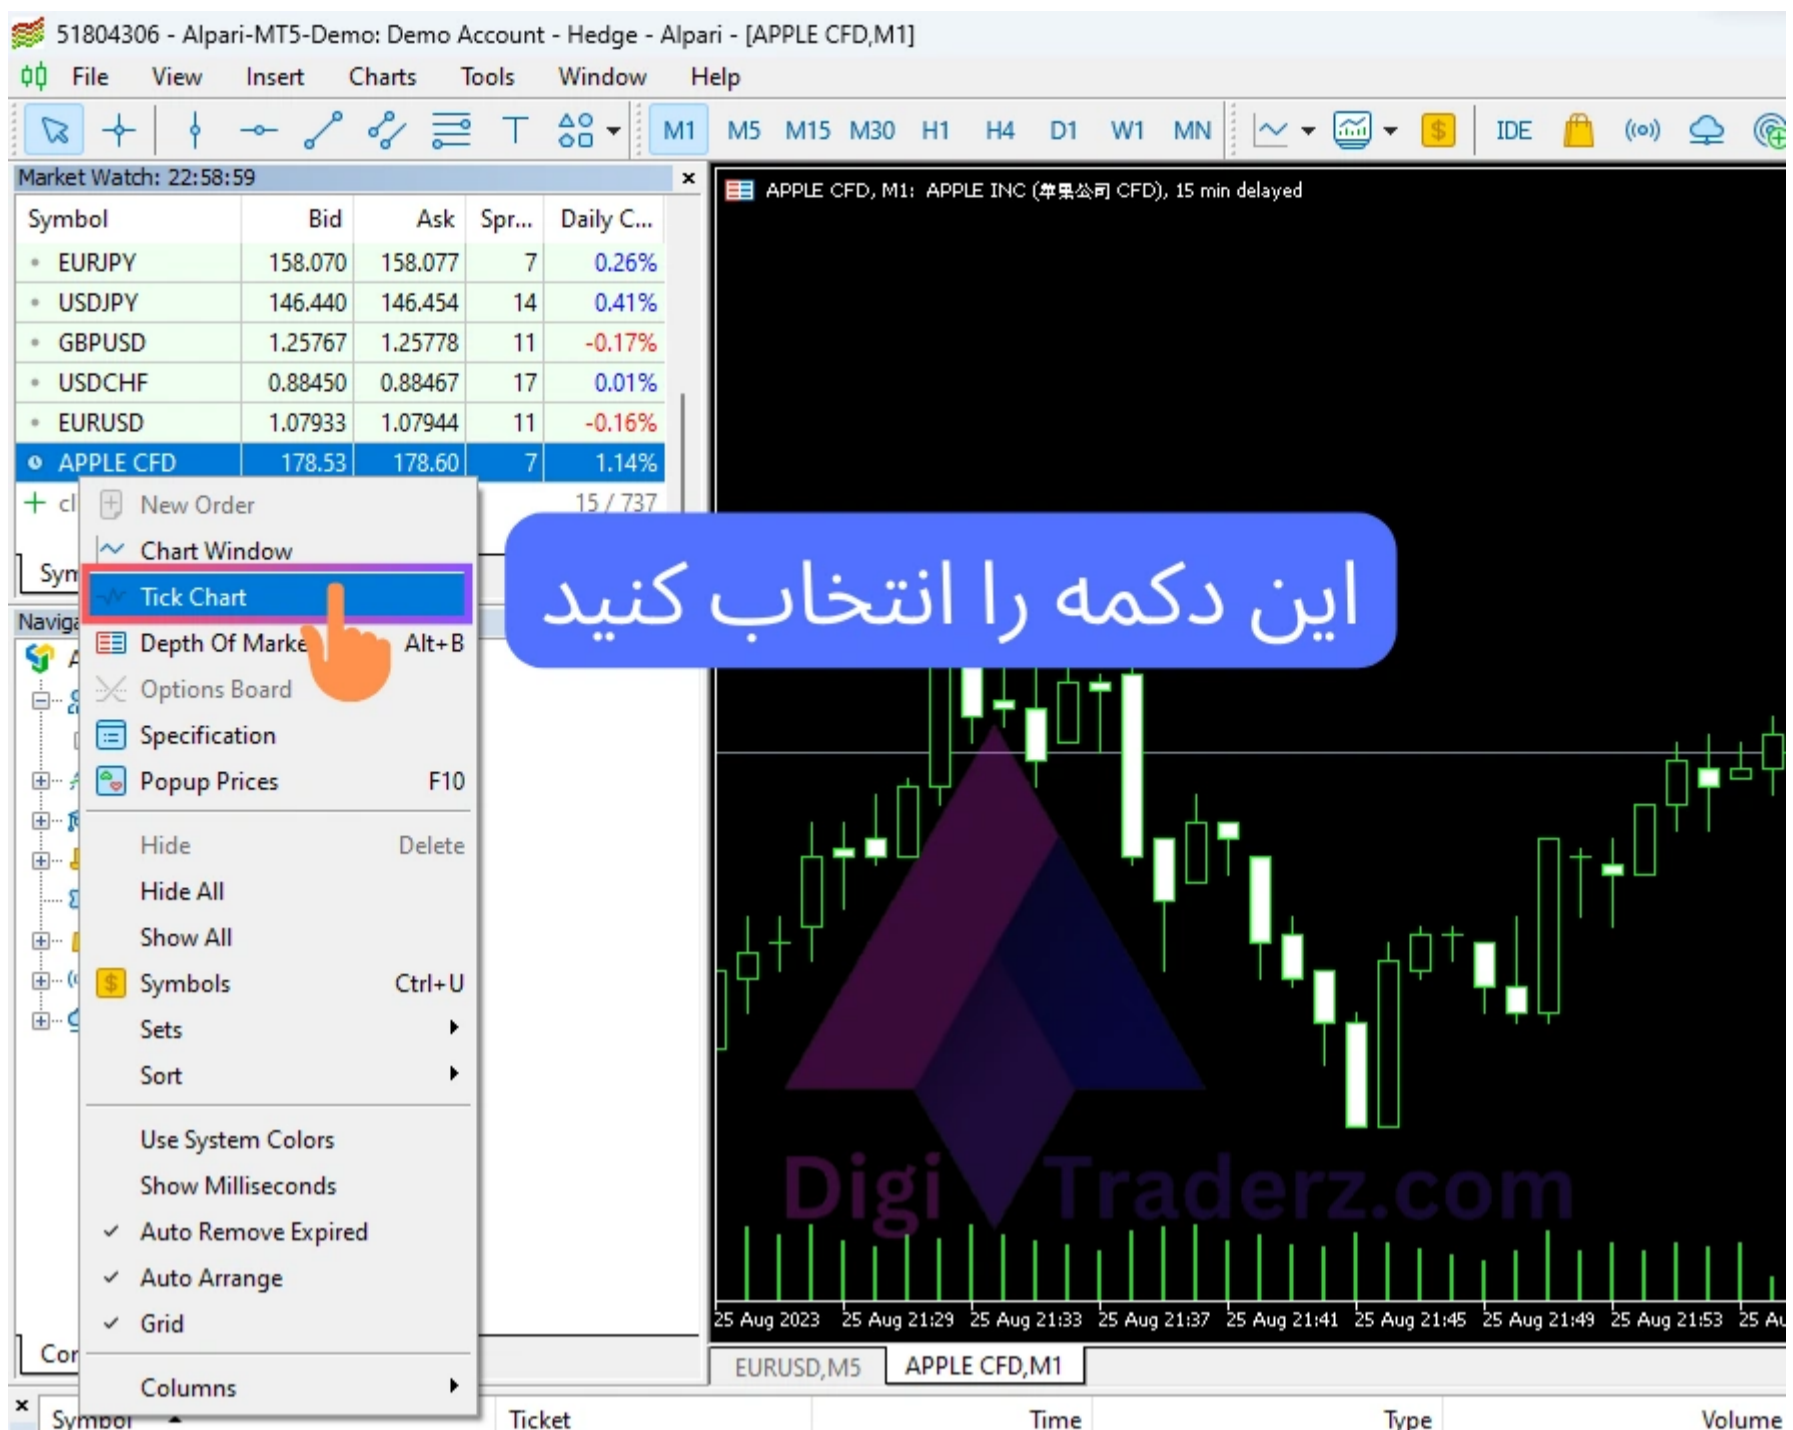 51804306 - Alpari-MT5-Demo: Demo Account - Hedge - Alpari - [APPLE CFD,M1]
File View Insert Charts Tools Window Help
M1 M5 M15 M30 H1 H4 D1 W1 MN IDE
Market Watch: 22:58:59
Symbol Bid Ask Spr... Daily C...
EURJPY 158.070 158.077 7 0.26%
USDJPY 146.440 146.454 14 0.41%
GBPUSD 1.25767 1.25778 11 -0.17%
USDCHF 0.88450 0.88467 17 0.01%
EURUSD 1.07933 1.07944 11 -0.16%
APPLE CFD 178.53 178.60 7 1.14%
15 / 737
New Order
Chart Window
Tick Chart
Depth Of Marke Alt+B
Options Board
Specification
Popup Prices F10
Hide Delete
Hide All
Show All
Symbols Ctrl+U
Sets
Sort
Use System Colors
Show Milliseconds
Auto Remove Expired
Auto Arrange
Grid
Columns
APPLE CFD, M1: APPLE INC (苹果公司 CFD), 15 min delayed
این دکمه را انتخاب کنید
Digi Traderz.com
25 Aug 2023 25 Aug 21:29 25 Aug 21:33 25 Aug 21:37 25 Aug 21:41 25 Aug 21:45 25 Aug 21:49 25 Aug 21:53
EURUSD,M5 APPLE CFD,M1
Symbol Ticket Time Type Volume